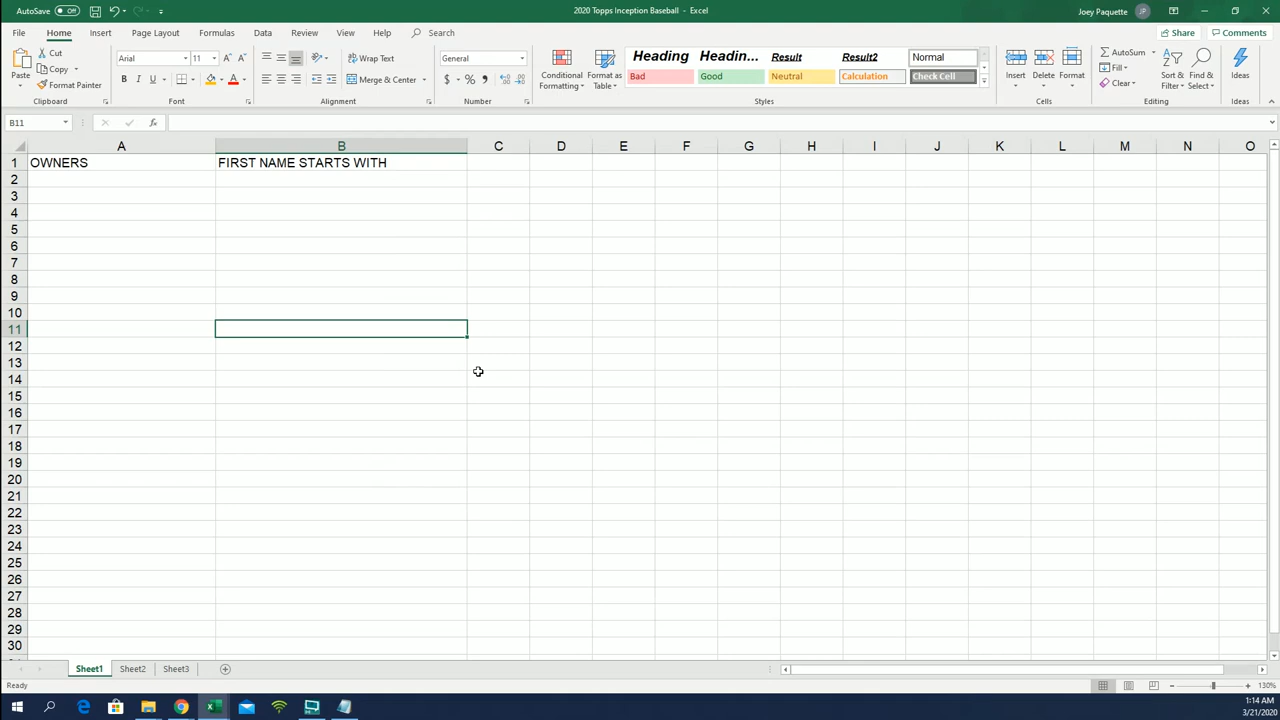 AutoSave Off
2020 Topps Inception Baseball - Excel
Joey Paquette JP
File Home Insert Page Layout Formulas Data Review View Help Search Share Comments
Paste Cut Copy Format Painter Clipboard
Arial 11 A A B I U A Font
Wrap Text Merge & Center Alignment
General $ % Number
Conditional Formatting Format as Table
Heading Headin... Result Result2 Normal
Bad Good Neutral Calculation Check Cell
Styles
Insert Delete Format Cells
AutoSum Fill Clear Sort & Filter Find & Select Editing
Ideas Ideas
B11 fx
A B C D E F G H I J K L M N O
1 OWNERS FIRST NAME STARTS WITH
2
3
4
5
6
7
8
9
10
11
12
13
14
15
16
17
18
19
20
21
22
23
24
25
26
27
28
29
30
Sheet1 Sheet2 Sheet3
Ready 130%
1:14 AM
3/21/2020